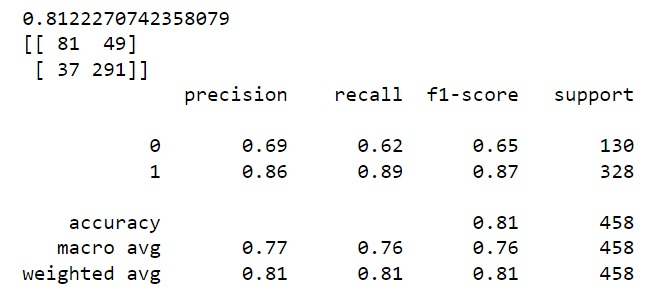 0.8122270742358079
[[ 81  49]
 [ 37 291]]
              precision    recall  f1-score   support

           0       0.69      0.62      0.65       130
           1       0.86      0.89      0.87       328

    accuracy                           0.81       458
   macro avg       0.77      0.76      0.76       458
weighted avg       0.81      0.81      0.81       458